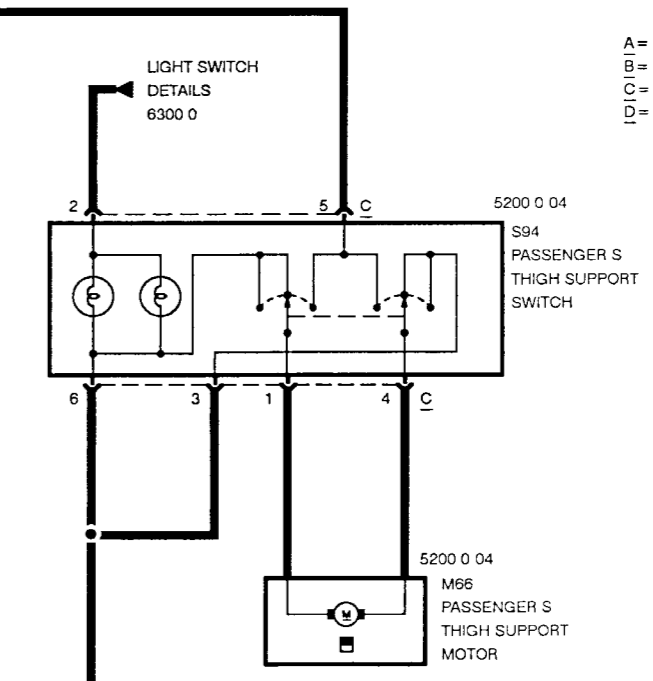 A =
B =
C =
D =
LIGHT SWITCH
DETAILS
6300 0
2
5
C
5200 0 04
S94
PASSENGER S
THIGH SUPPORT
SWITCH
6
3
1
4
C
5200 0 04
M66
PASSENGER S
THIGH SUPPORT
MOTOR
M